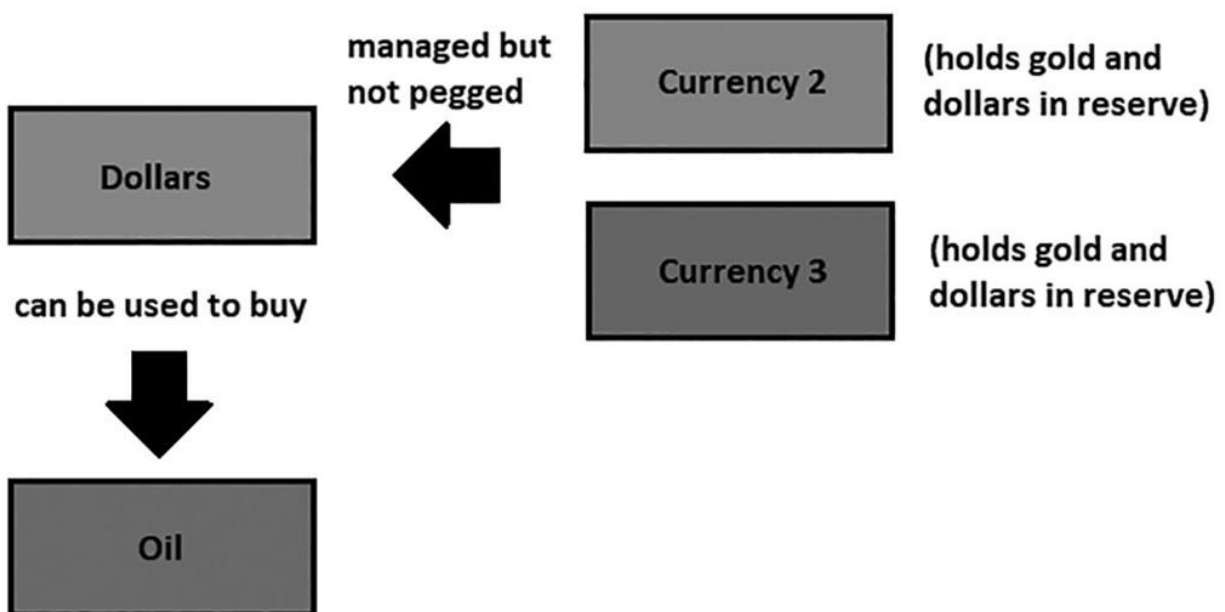 managed but
not pegged
Currency 2
(holds gold and
dollars in reserve)
Dollars
Currency 3
(holds gold and
dollars in reserve)
can be used to buy
Oil